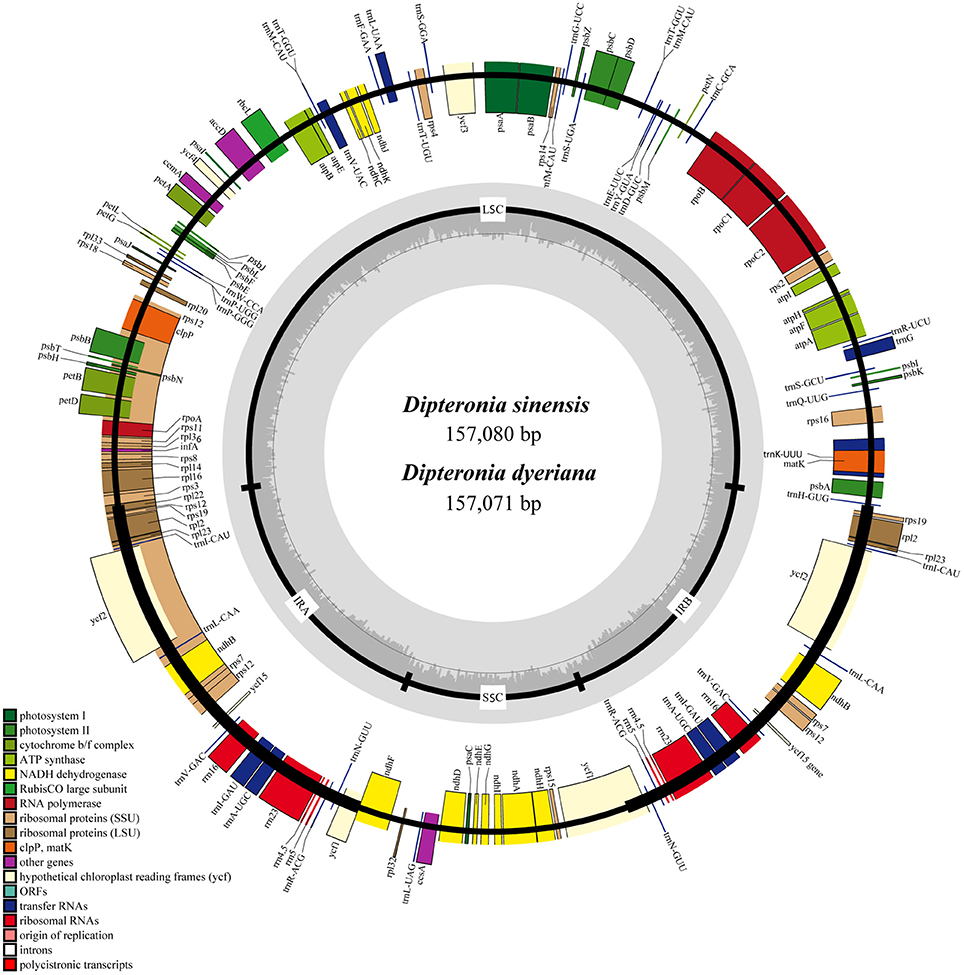 trnS-GGA
trnL-UAA
trnF-GAA
trnT-GGU
trnM-CAU
trnG-UCC
psbZ
psbC
psbD
trnT-GGU
trnM-CAU
petN
trnC-GCA
rbcL
accD
psaI
ycf4
cemA
petA
petL
petG
psaJ
rpl33
rps18
atpB
atpE
trnV-UAC
ndhC
ndhK
ndhJ
trnT-UGU
rps4
ycf3
psaA
psaB
rps14
trnS-UGA
trnE-UUC
trnY-GUA
trnD-GUC
psbM
rpoB
rpoC1
rpoC2
rps2
atpI
atpH
atpF
atpA
trnR-UCU
trnG
psbI
psbK
trnS-GCU
trnQ-UUG
rps16
trnK-UUU
matK
psbA
trnH-GUG
rps19
rpl2
rpl23
trnI-CAU
ycf2
trnL-CAA
ndhB
rps7
rps12
ycf15 gene
trnV-GAC
rrn16
trnI-GAU
trnA-UGC
rrn23
rrn4.5
rrn5
trnR-ACG
trnN-GUU
ycf1
rps15
ndhH
ndhA
ndhI
ndhG
ndhE
psaC
ndhD
ccsA
trnL-UAG
rpl32
ndhF
ycf1
trnN-GUU
trnR-ACG
rrn5
rrn4.5
rrn23
trnA-UGC
trnI-GAU
rrn16
trnV-GAC
ycf15
rps12
rps7
ndhB
trnL-CAA
ycf2
trnI-CAU
rpl23
rpl2
rps19
rps12
rpl22
rps3
rpl16
rpl14
rps8
infA
rpl36
rps11
rpoA
petD
petB
psbH
psbT
psbB
psbN
clpP
rps12
rpl20
trnP-GGG
trnP-UGG
trnW-CCA
psbE
psbF
psbL
psbJ
LSC
IRA
IRB
SSC
Dipteronia sinensis
157,080 bp
Dipteronia dyeriana
157,071 bp
photosystem I
photosystem II
cytochrome b/f complex
ATP synthase
NADH dehydrogenase
RubisCO large subunit
RNA polymerase
ribosomal proteins (SSU)
ribosomal proteins (LSU)
clpP, matK
other genes
hypothetical chloroplast reading frames (ycf)
ORFs
transfer RNAs
ribosomal RNAs
origin of replication
introns
polycistronic transcripts